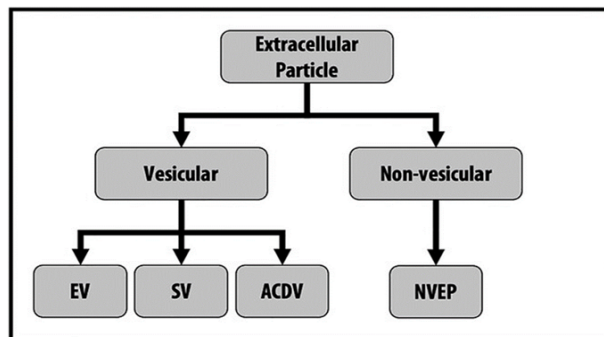 Extracellular
Particle
Vesicular
Non-vesicular
EV
SV
ACDV
NVEP